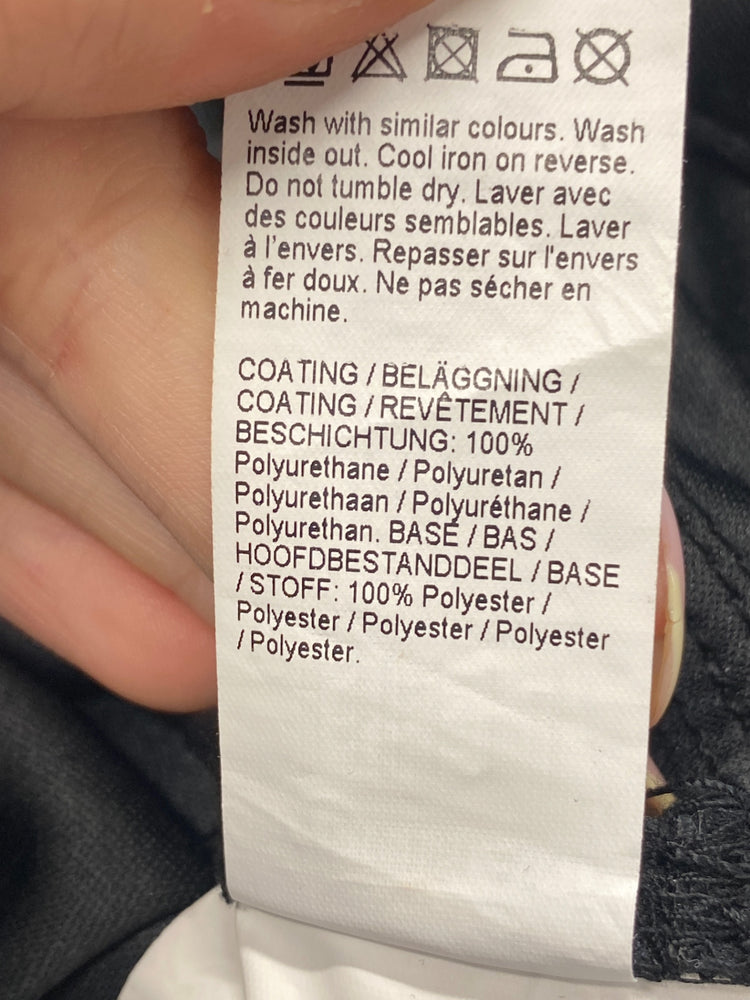 Wash with similar colours. Wash
inside out. Cool iron on reverse.
Do not tumble dry. Laver avec
des couleurs semblables. Laver
à l'envers. Repasser sur l'envers
à fer doux. Ne pas sécher en
machine.
COATING / BELÄGGNING /
COATING / REVÊTEMENT /
BESCHICHTUNG: 100%
Polyurethane / Polyuretan /
Polyurethaan / Polyuréthane /
Polyurethan. BASE / BAS /
HOOFDBESTANDDEEL / BASE
/ STOFF: 100% Polyester /
Polyester / Polyester / Polyester
/ Polyester.